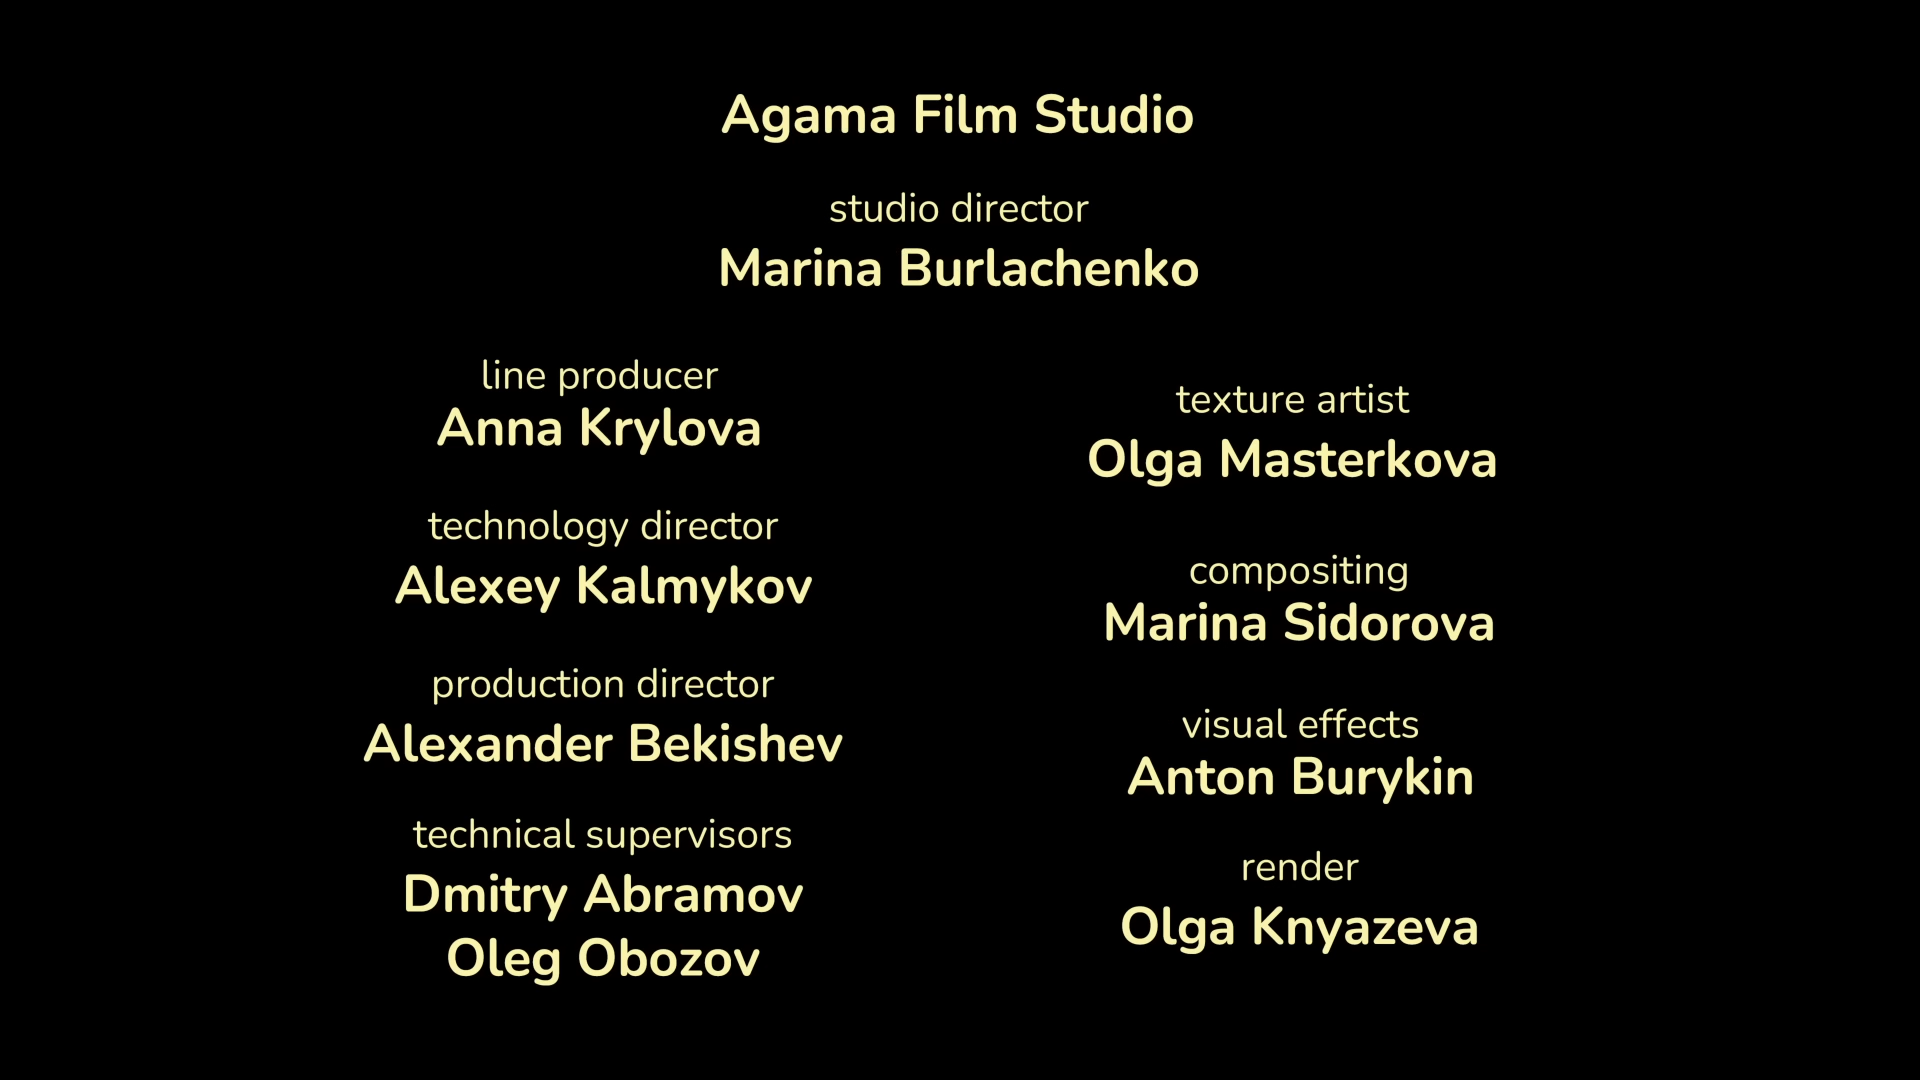 Agama Film Studio
studio director
Marina Burlachenko
line producer
Anna Krylova
technology director
Alexey Kalmykov
production director
Alexander Bekishev
technical supervisors
Dmitry Abramov
Oleg Obozov
texture artist
Olga Masterkova
compositing
Marina Sidorova
visual effects
Anton Burykin
render
Olga Knyazeva